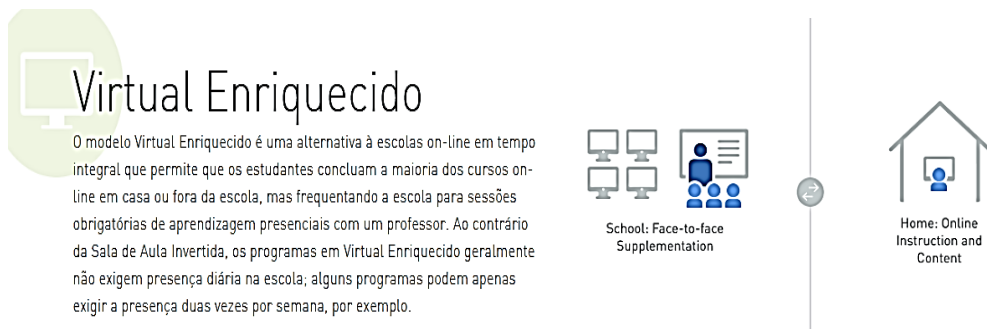 Virtual Enriquecido
O modelo Virtual Enriquecido é uma alternativa à escolas on-line em tempo
integral que permite que os estudantes concluam a maioria dos cursos on-
line em casa ou fora da escola, mas frequentando a escola para sessões
obrigatórias de aprendizagem presenciais com um professor. Ao contrário
da Sala de Aula Invertida, os programas em Virtual Enriquecido geralmente
não exigem presença diária na escola; alguns programas podem apenas
exigir a presença duas vezes por semana, por exemplo.
School: Face-to-face
Supplementation
Home: Online
Instruction and
Content